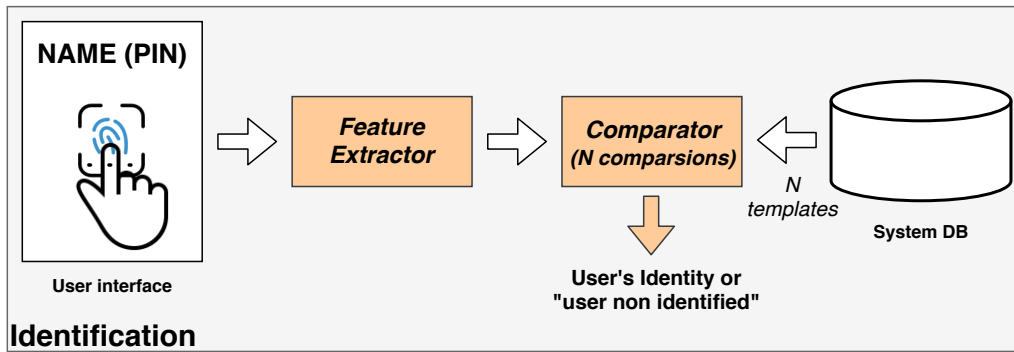 NAME (PIN)
User interface
Feature
Extractor
Comparator
(N comparsions)
N
templates
System DB
User's Identity or
"user non identified"
Identification